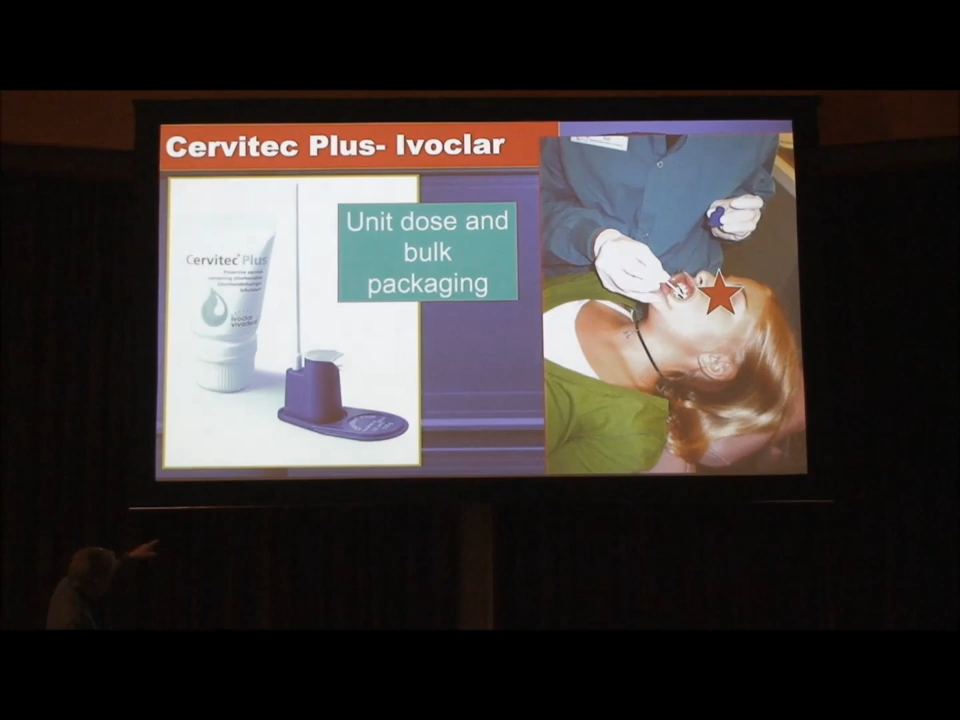 Cervitec Plus- Ivoclar
Unit dose and
bulk
packaging
Cervitec® Plus
ivoclar
vivadent